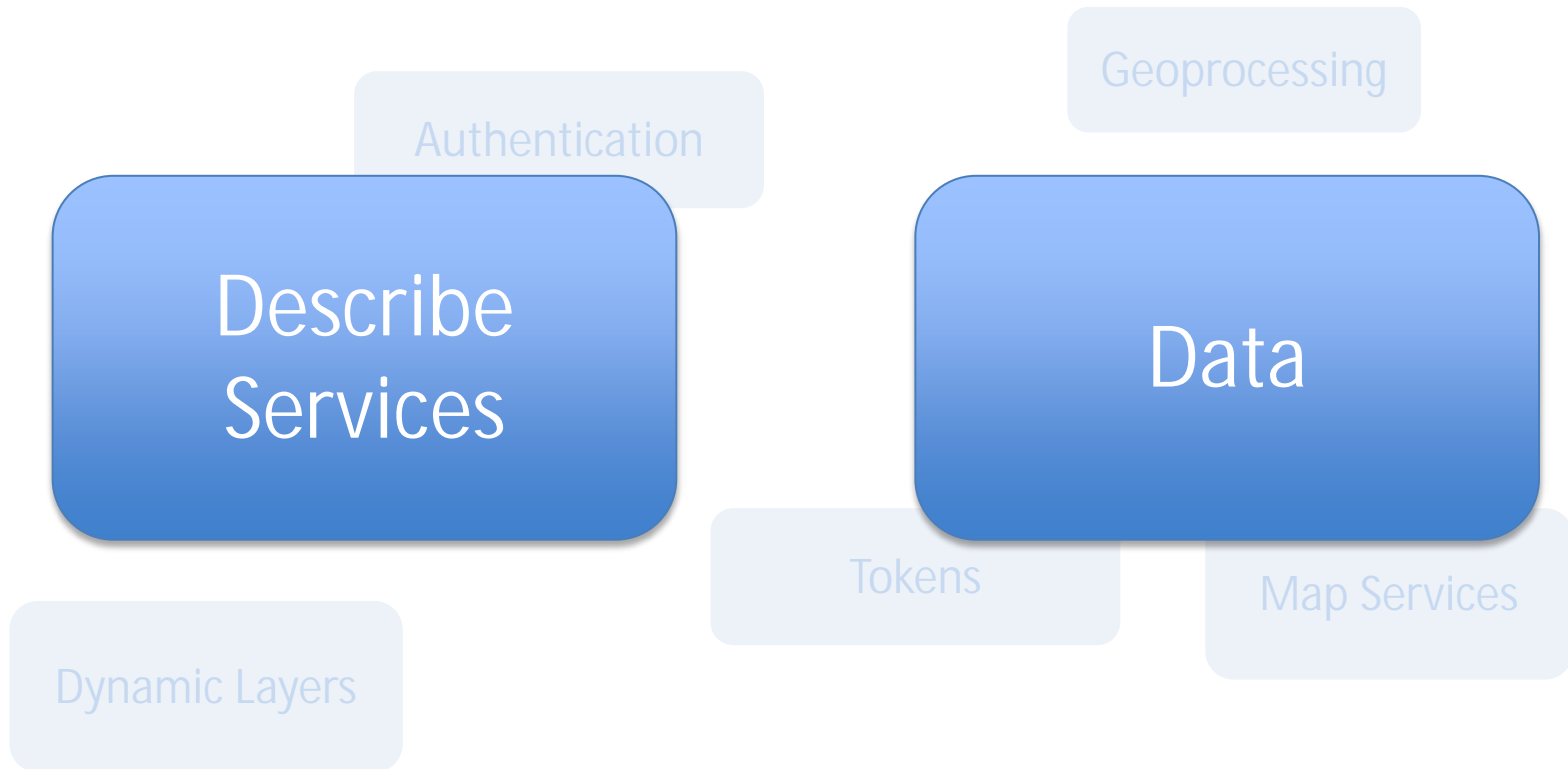 Geoprocessing
Authentication
Describe
Services
Data
Tokens
Map Services
Dynamic Layers